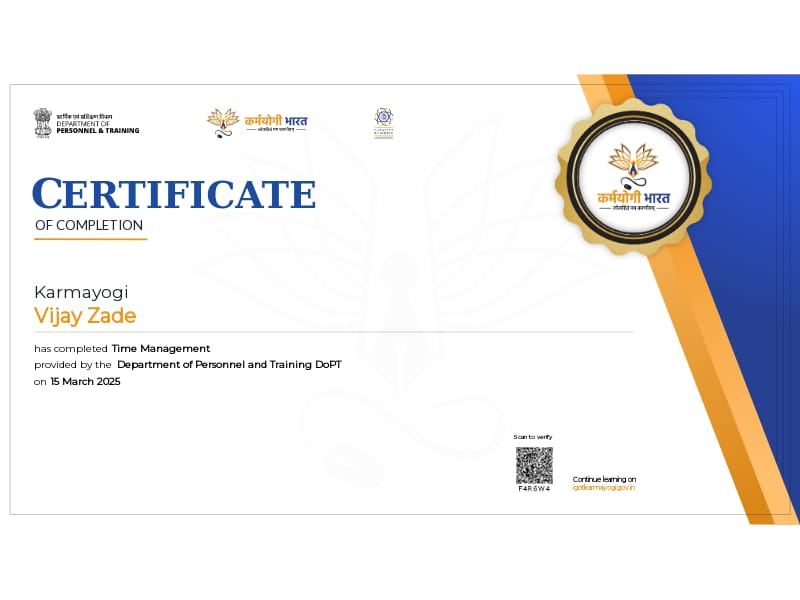 कार्मिक एवं प्रशिक्षण विभाग
DEPARTMENT OF
PERSONNEL & TRAINING
कर्मयोगी भारत
CERTIFICATE
OF COMPLETION
कर्मयोगी भारत
Karmayogi
Vijay Zade
has completed Time Management
provided by the Department of Personnel and Training DoPT
on 15 March 2025
Scan to verify
F4R6W4
Continue learning on
igotkarmayogi.gov.in